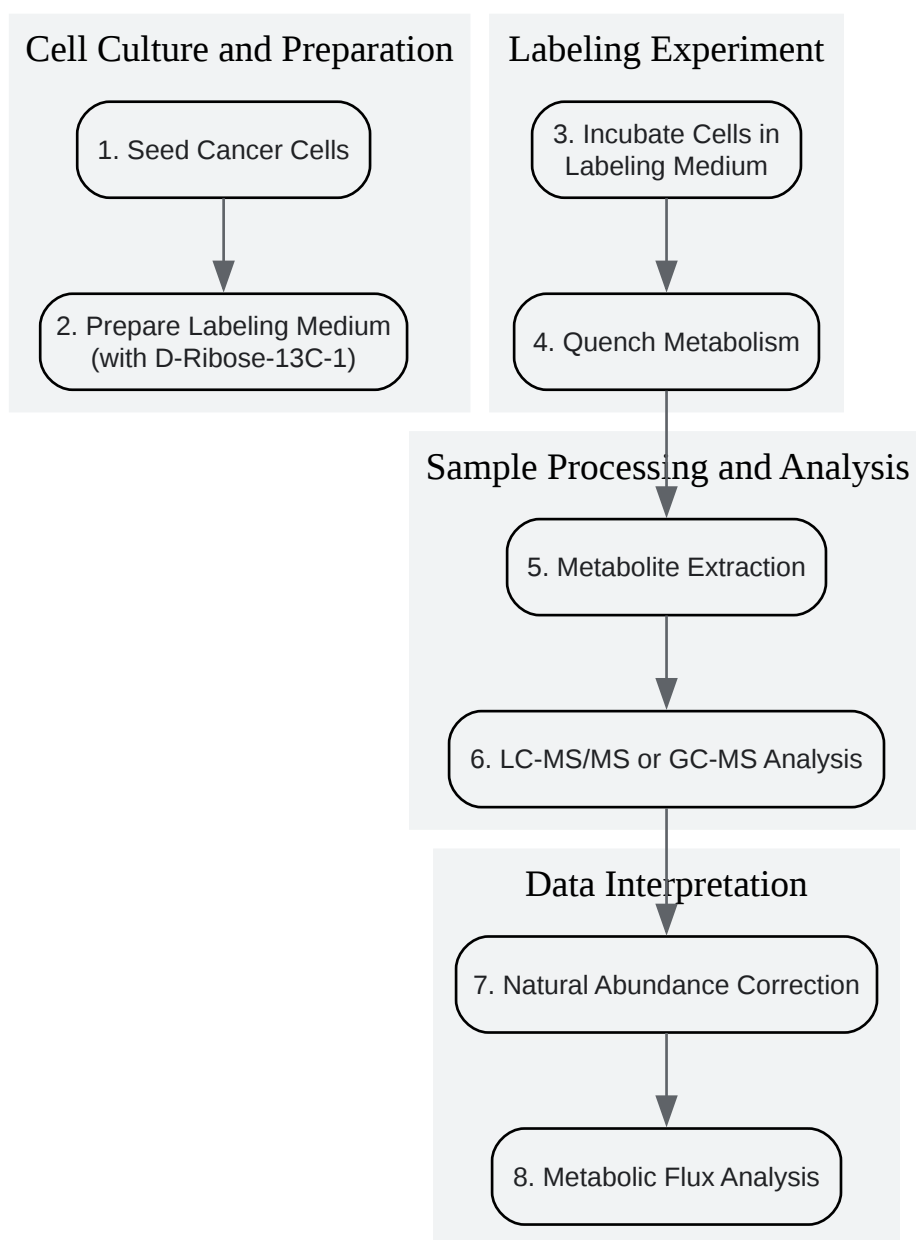 Cell Culture and Preparation
1. Seed Cancer Cells
2. Prepare Labeling Medium
(with D-Ribose-13C-1)
Labeling Experiment
3. Incubate Cells in
Labeling Medium
4. Quench Metabolism
Sample Processing and Analysis
5. Metabolite Extraction
6. LC-MS/MS or GC-MS Analysis
Data Interpretation
7. Natural Abundance Correction
8. Metabolic Flux Analysis